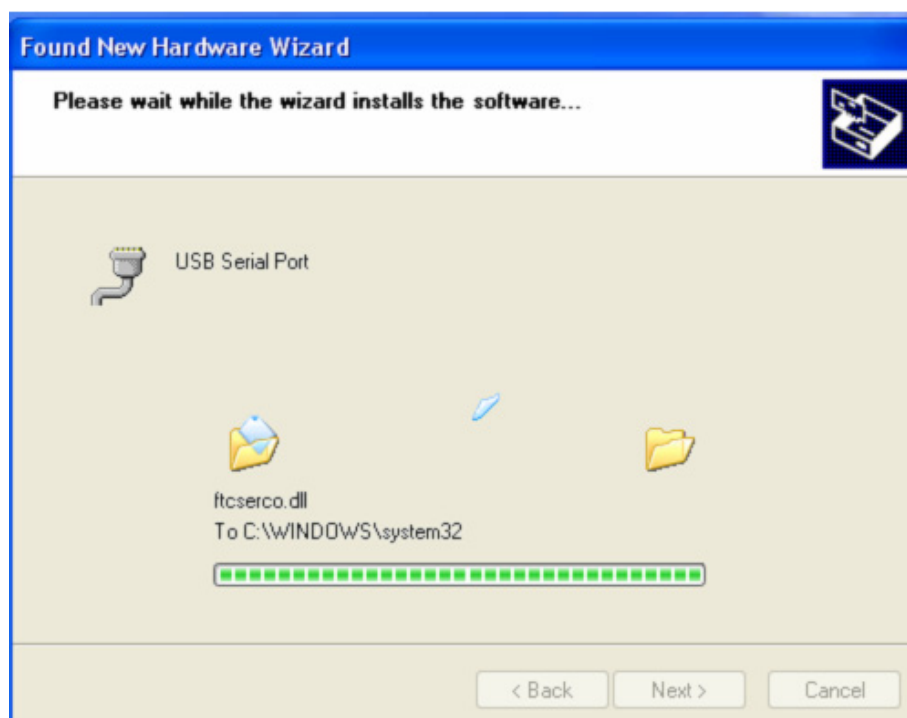 Found New Hardware Wizard
Please wait while the wizard installs the software...
USB Serial Port
ftcserco.dll
To C:\WINDOWS\system32
< Back
Next >
Cancel